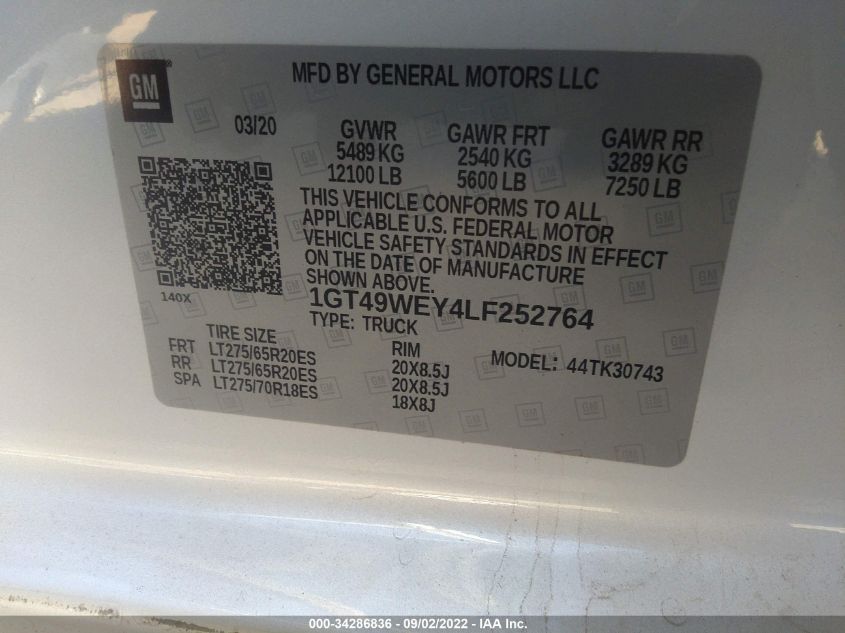 GM
MFD BY GENERAL MOTORS LLC
03/20
GVWR GAWR FRT GAWR RR
5489 KG 2540 KG 3289 KG
12100 LB 5600 LB 7250 LB
THIS VEHICLE CONFORMS TO ALL
APPLICABLE U.S. FEDERAL MOTOR
VEHICLE SAFETY STANDARDS IN EFFECT
ON THE DATE OF MANUFACTURE
SHOWN ABOVE.
140X
1GT49WEY4LF252764
TYPE: TRUCK
TIRE SIZE RIM MODEL: 44TK30743
FRT LT275/65R20ES 20X8.5J
RR LT275/65R20ES 20X8.5J
SPA LT275/70R18ES 18X8J
000-34286836 - 09/02/2022 - IAA Inc.